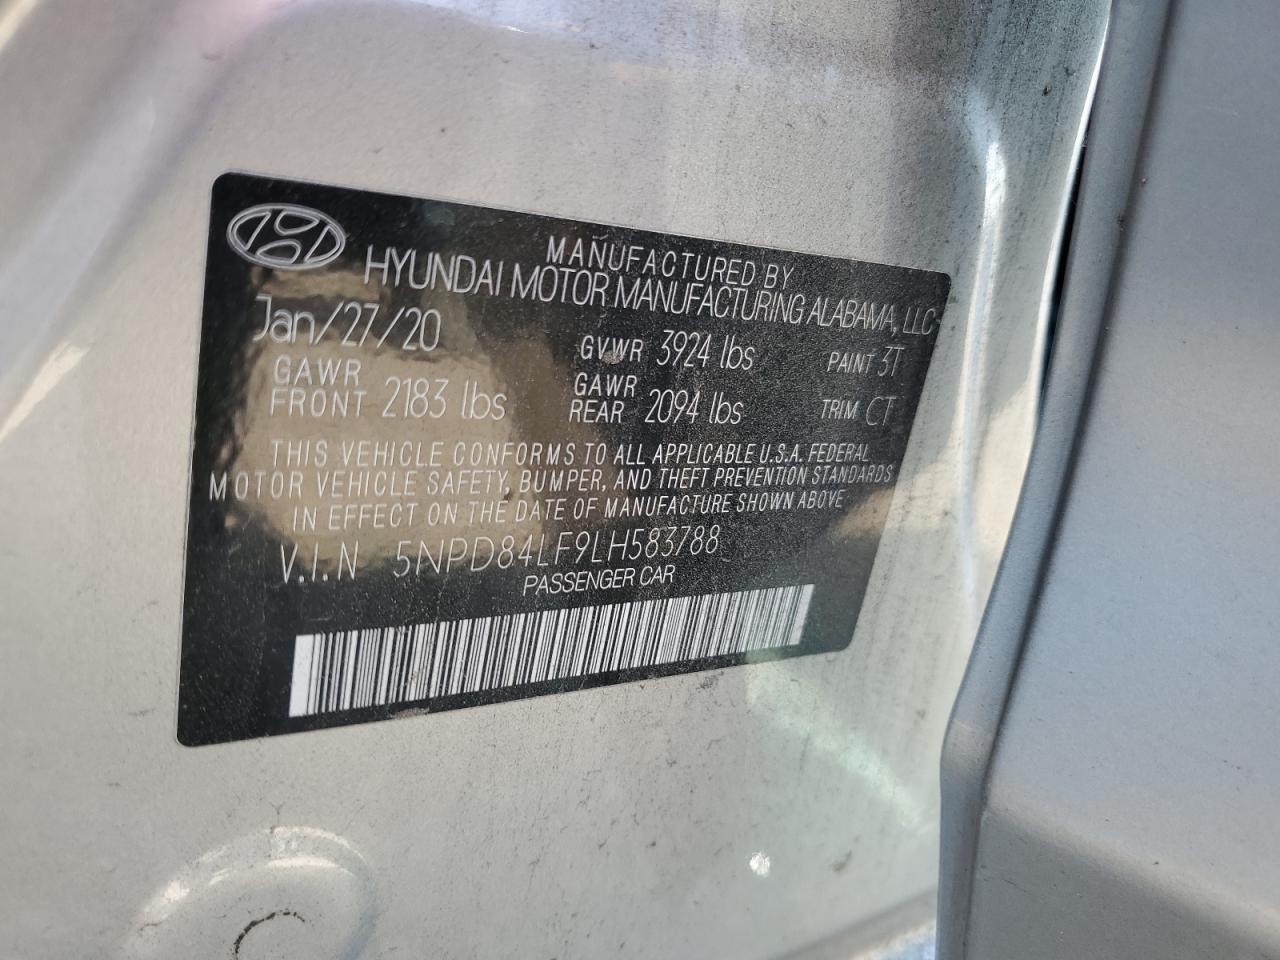 MANUFACTURED BY
HYUNDAI MOTOR MANUFACTURING ALABAMA, LLC
Jan/27/20 GVWR 3924 lbs PAINT 3T
GAWR FRONT 2183 lbs GAWR REAR 2094 lbs TRIM CT
THIS VEHICLE CONFORMS TO ALL APPLICABLE U.S.A. FEDERAL
MOTOR VEHICLE SAFETY, BUMPER, AND THEFT PREVENTION STANDARDS
IN EFFECT ON THE DATE OF MANUFACTURE SHOWN ABOVE
V.I.N 5NPD84LF9LH583788
PASSENGER CAR